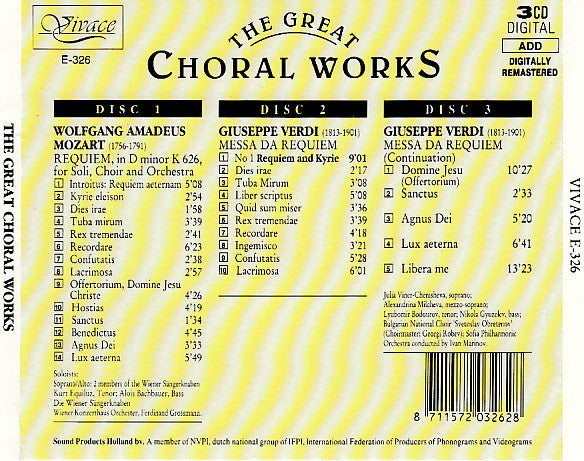 Vivace
E-326
THE GREAT
CHORAL WORKS
3CD
DIGITAL
ADD
DIGITALLY
REMASTERED
THE GREAT CHORAL WORKS
DISC 1
WOLFGANG AMADEUS
MOZART (1756-1791)
REQUIEM, in D minor K 626,
for Soli, Choir and Orchestra
1 Introitus: Requiem aeternam 5'08
2 Kyrie eleison 2'54
3 Dies irae 1'58
4 Tuba mirum 3'39
5 Rex tremendae 2'41
6 Recordare 6'23
7 Confutatis 2'38
8 Lacrimosa 2'57
9 Offertorium, Domine Jesu
Christe 4'26
10 Hostias 4'19
11 Sanctus 1'34
12 Benedictus 4'45
13 Agnus Dei 3'33
14 Lux aeterna 5'49
Soloists:
Soprano/Alto: 2 members of the Wiener Sängerknaben
Kurt Equiluz, Tenor; Alois Bachbauer, Bass
Die Wiener Sängerknaben
Wiener Konzerthaus Orchester, Ferdinand Grossmann.
DISC 2
GIUSEPPE VERDI (1813-1901)
MESSA DA REQUIEM
1 No 1 Requiem and Kyrie 9'01
2 Dies irae 2'17
3 Tuba Mirum 3'08
4 Liber scriptus 5'08
5 Quid sum miser 3'36
6 Rex tremendae 3'39
7 Recordare 4'18
8 Ingemisco 3'21
9 Confutatis 5'28
10 Lacrimosa 6'01
DISC 3
GIUSEPPE VERDI (1813-1901)
MESSA DA REQUIEM
(Continuation)
1 Domine Jesu 10'27
(Offertorium)
2 Sanctus 2'33
3 Agnus Dei 5'20
4 Lux aeterna 6'41
5 Libera me 13'23
Julia Viner-Chenisheva, soprano;
Alexandrina Milcheva, mezzo-soprano;
Lyubomir Bodourov, tenor; Nikola Gyuzelev, bass;
Bulgarian National Choir 'Svetoslav Obretenov'
(Choirmaster: Georgi Robev); Sofia Philharmonic
Orchestra conducted by Ivan Marinov.
8 711572 032628
Sound Products Holland bv. A member of NVPI, dutch national group of IFPI, International Federation of Producers of Phonograms and Videograms.
VIVACE E-326